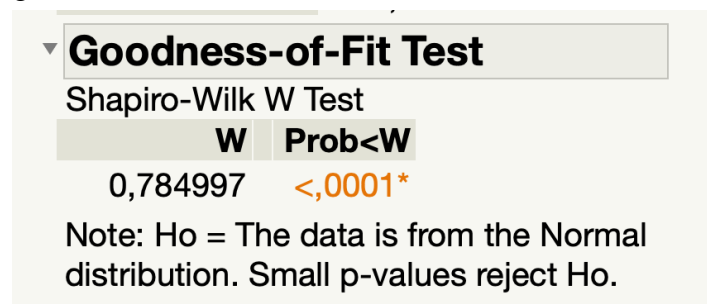 Goodness-of-Fit Test
Shapiro-Wilk W Test
W Prob<W
0,784997 <,0001*
Note: Ho = The data is from the Normal
distribution. Small p-values reject Ho.